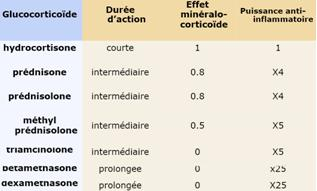 Glucocorticoïde Durée d'action Effet minéralo-corticoïde Puissance anti-inflammatoire
hydrocortisone courte 1 1
prédnisone intermédiaire 0.8 X4
prédnisolone intermédiaire 0.8 X4
méthyl prédnisolone intermédiaire 0.5 X5
triamcinolone intermédiaire 0 X5
betamethasone prolongée 0 x25
dexamethasone prolongée 0 X25